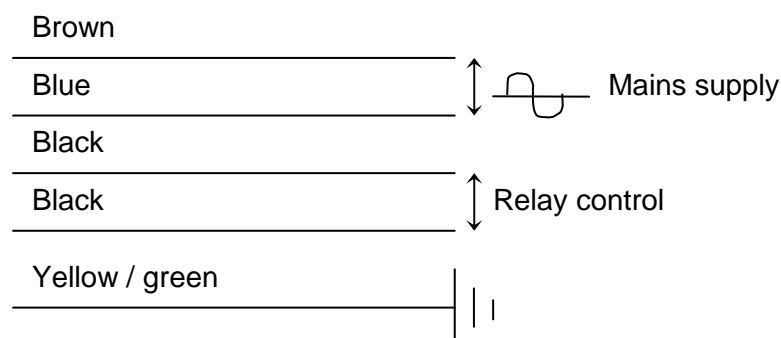 Brown
Blue
Mains supply
Black
Black
Relay control
Yellow / green